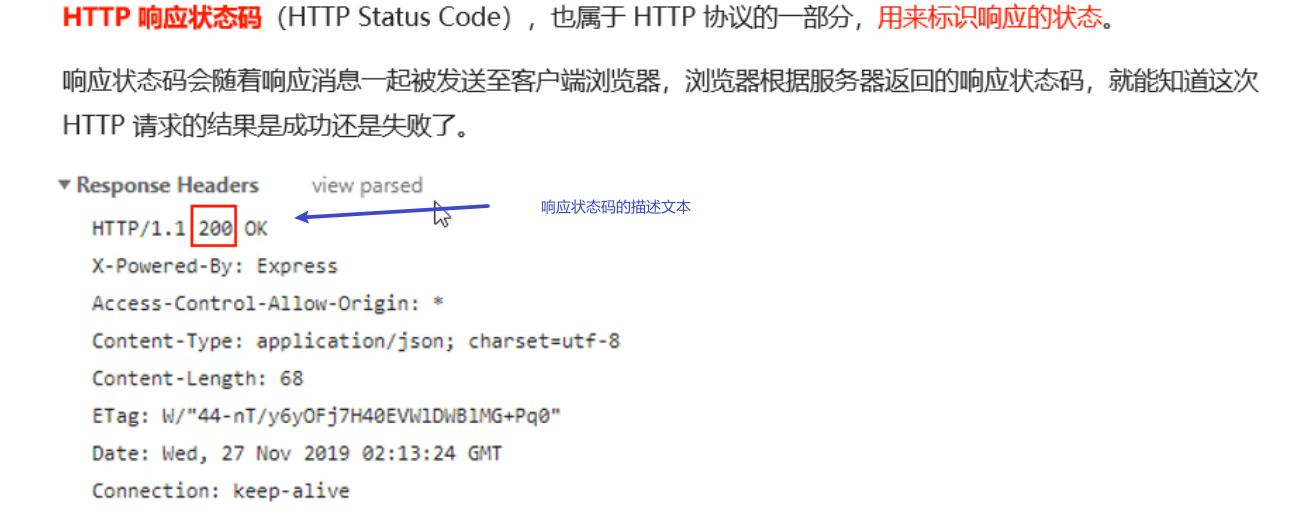 HTTP 响应状态码（HTTP Status Code），也属于 HTTP 协议的一部分，用来标识响应的状态。
响应状态码会随着响应消息一起被发送至客户端浏览器，浏览器根据服务器返回的响应状态码，就能知道这次
HTTP 请求的结果是成功还是失败了。
Response Headers view parsed
响应状态码的描述文本
HTTP/1.1 200 OK
X-Powered-By: Express
Access-Control-Allow-Origin: *
Content-Type: application/json; charset=utf-8
Content-Length: 68
ETag: W/"44-nT/y6yOFj7H40EVWlDWBlMG+Pq0"
Date: Wed, 27 Nov 2019 02:13:24 GMT
Connection: keep-alive